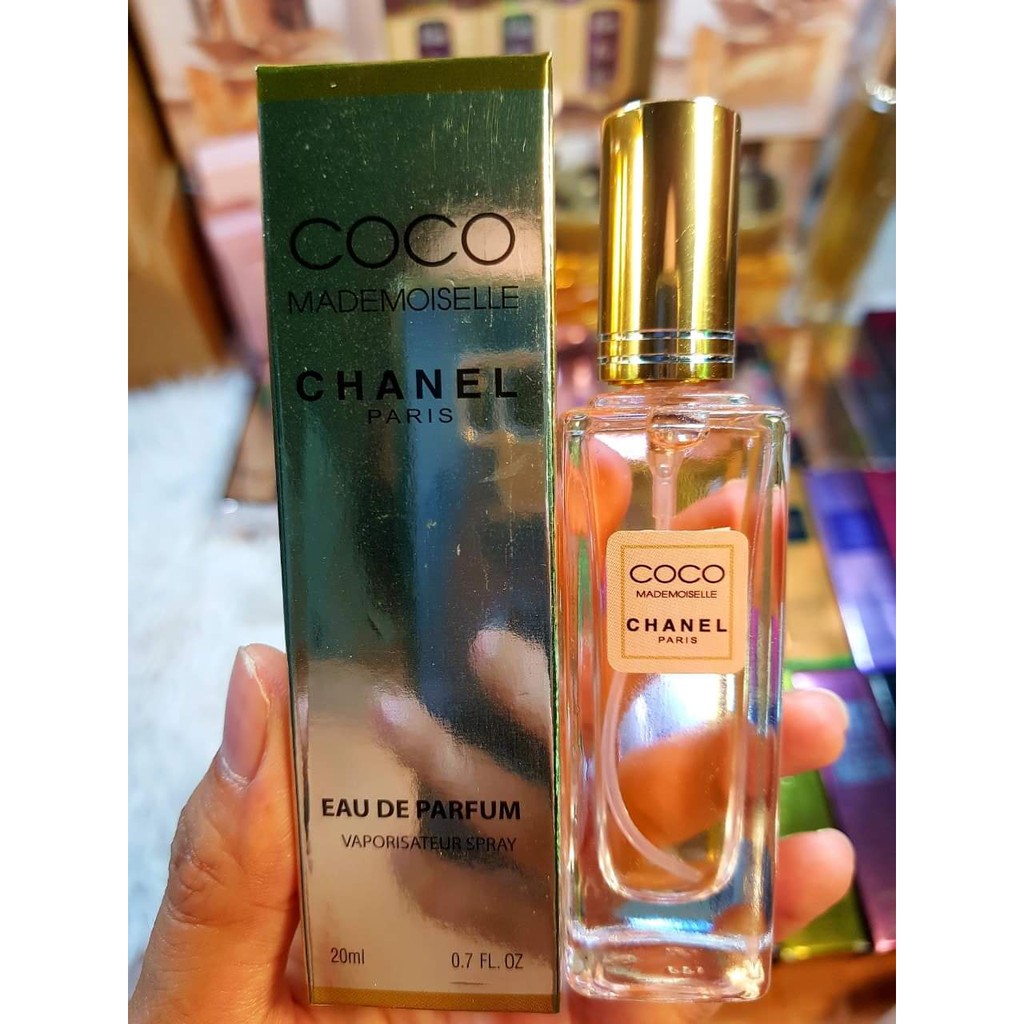 COCO
MADEMOISELLE
CHANEL
PARIS
EAU DE PARFUM
VAPORISATEUR SPRAY
20ml 0.7 FL. OZ
COCO
MADEMOISELLE
CHANEL
PARIS